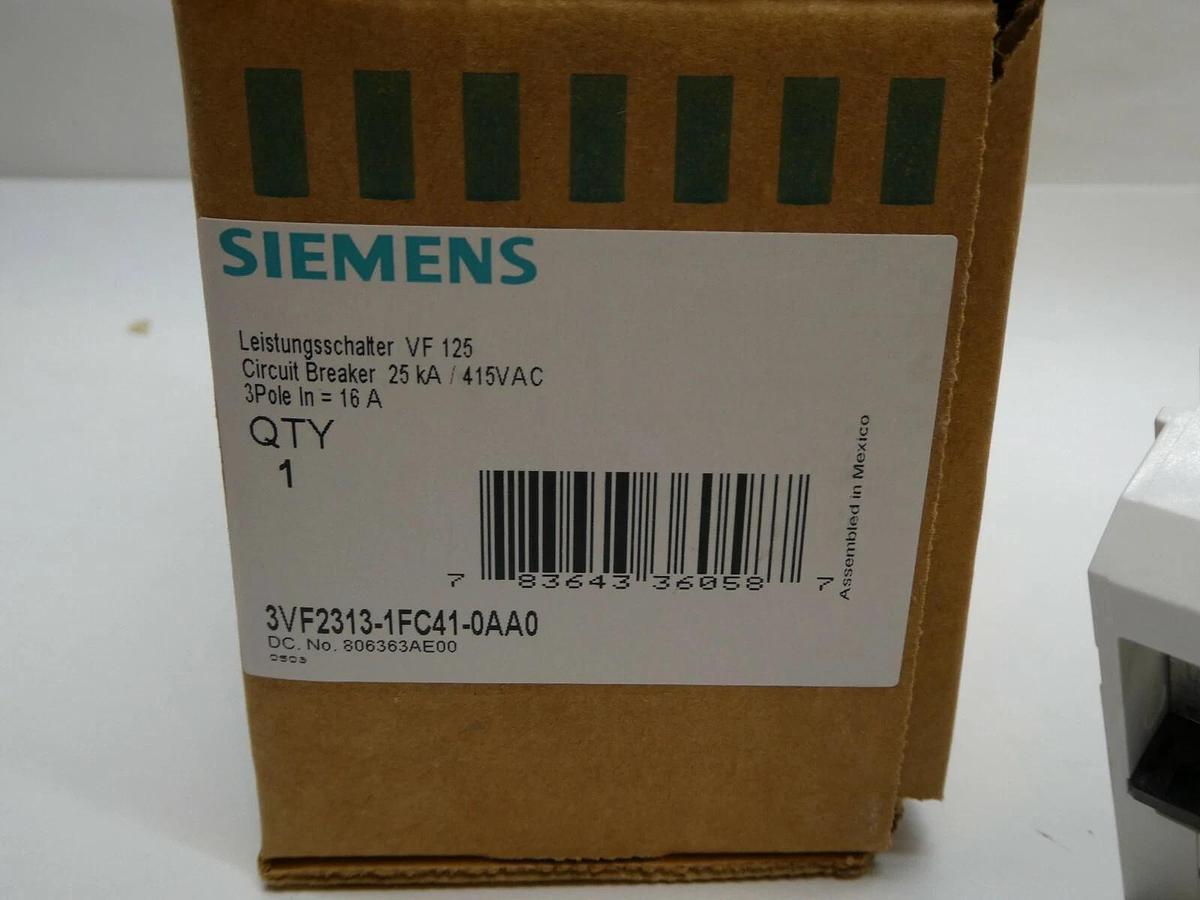 SIEMENS
Leistungsschalter VF 125
Circuit Breaker 25 kA / 415VAC
3Pole In = 16 A
QTY
1
7 83643 36058 7
Assembled in Mexico
3VF2313-1FC41-0AA0
DC. No. 806363AE00
0503